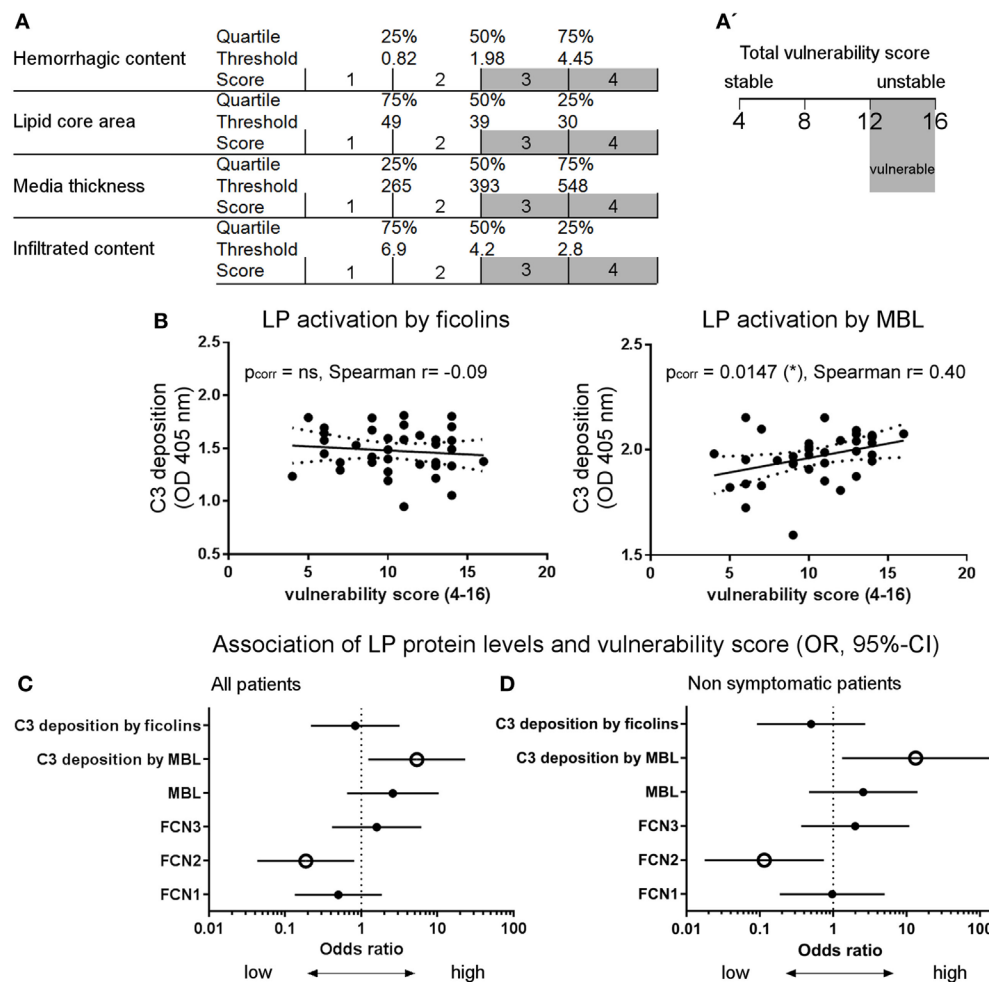 A
Quartile 25% 50% 75%
Hemorrhagic content Threshold 0.82 1.98 4.45
Score 1 2 3 4
Quartile 75% 50% 25%
Lipid core area Threshold 49 39 30
Score 1 2 3 4
Quartile 25% 50% 75%
Media thickness Threshold 265 393 548
Score 1 2 3 4
Quartile 75% 50% 25%
Infiltrated content Threshold 6.9 4.2 2.8
Score 1 2 3 4
A´
Total vulnerability score
stable unstable
4 8 12 16
vulnerable
B
LP activation by ficolins
pcorr = ns, Spearman r= -0.09
C3 deposition
(OD 405 nm)
2.5
2.0
1.5
1.0
0.5
0 5 10 15 20
vulnerability score (4-16)
LP activation by MBL
pcorr = 0.0147 (*), Spearman r= 0.40
C3 deposition
(OD 405 nm)
2.5
2.0
1.5
0 5 10 15 20
vulnerability score (4-16)
Association of LP protein levels and vulnerability score (OR, 95%-CI)
C
All patients
C3 deposition by ficolins
C3 deposition by MBL
MBL
FCN3
FCN2
FCN1
0.01 0.1 1 10 100
Odds ratio
low high
D
Non symptomatic patients
C3 deposition by ficolins
C3 deposition by MBL
MBL
FCN3
FCN2
FCN1
0.01 0.1 1 10 100
Odds ratio
low high